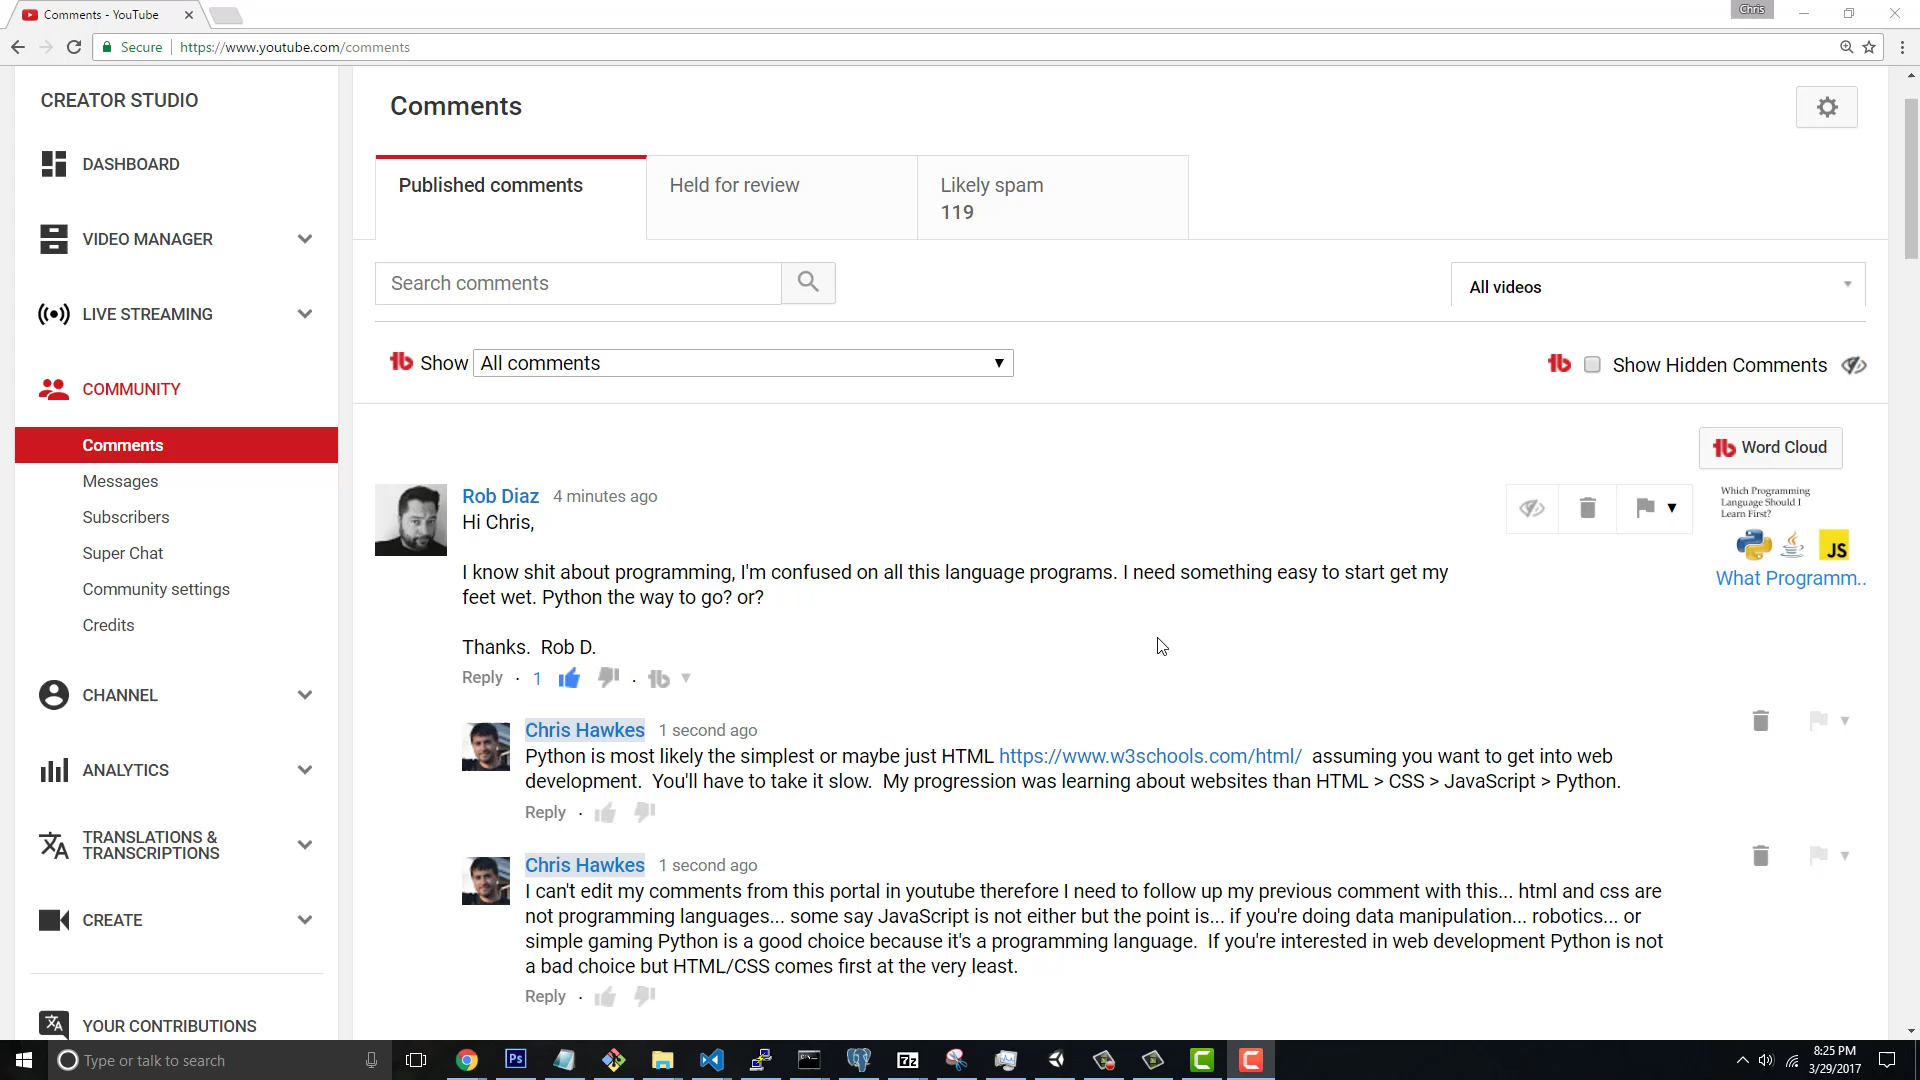 Comments - YouTube
Chris
Secure https://www.youtube.com/comments
CREATOR STUDIO
DASHBOARD
VIDEO MANAGER
LIVE STREAMING
COMMUNITY
Comments
Messages
Subscribers
Super Chat
Community settings
Credits
CHANNEL
ANALYTICS
TRANSLATIONS &
TRANSCRIPTIONS
CREATE
YOUR CONTRIBUTIONS
Comments
Published comments
Held for review
Likely spam
119
Search comments
All videos
Show All comments
Show Hidden Comments
Word Cloud
Rob Diaz 4 minutes ago
Hi Chris,
I know shit about programming, I'm confused on all this language programs. I need something easy to start get my
feet wet. Python the way to go? or?
Thanks.  Rob D.
Reply · 1
Which Programming
Language Should I
Learn First?
JS
What Programm..
Chris Hawkes 1 second ago
Python is most likely the simplest or maybe just HTML https://www.w3schools.com/html/  assuming you want to get into web
development.  You'll have to take it slow.  My progression was learning about websites than HTML > CSS > JavaScript > Python.
Reply ·
Chris Hawkes 1 second ago
I can't edit my comments from this portal in youtube therefore I need to follow up my previous comment with this... html and css are
not programming languages... some say JavaScript is not either but the point is... if you're doing data manipulation... robotics... or
simple gaming Python is a good choice because it's a programming language.  If you're interested in web development Python is not
a bad choice but HTML/CSS comes first at the very least.
Reply ·
Type or talk to search
Ps
7z
8:25 PM
3/29/2017